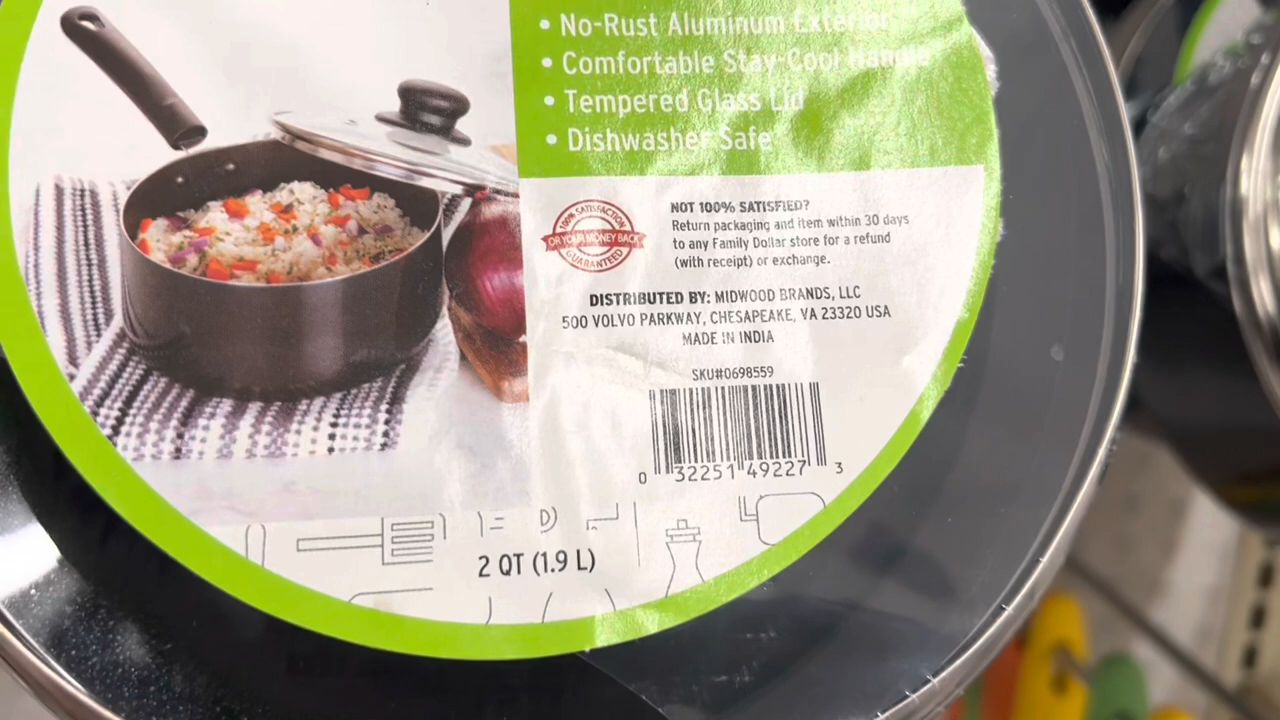 • No-Rust Aluminum Exterior
• Comfortable Stay-Cool Handle
• Tempered Glass Lid
• Dishwasher Safe
100% SATISFACTION
OR YOUR MONEY BACK
GUARANTEED
NOT 100% SATISFIED?
Return packaging and item within 30 days
to any Family Dollar store for a refund
(with receipt) or exchange.
DISTRIBUTED BY: MIDWOOD BRANDS, LLC
500 VOLVO PARKWAY, CHESAPEAKE, VA 23320 USA
MADE IN INDIA
SKU#0698559
0 32251 49227 3
2 QT (1.9 L)